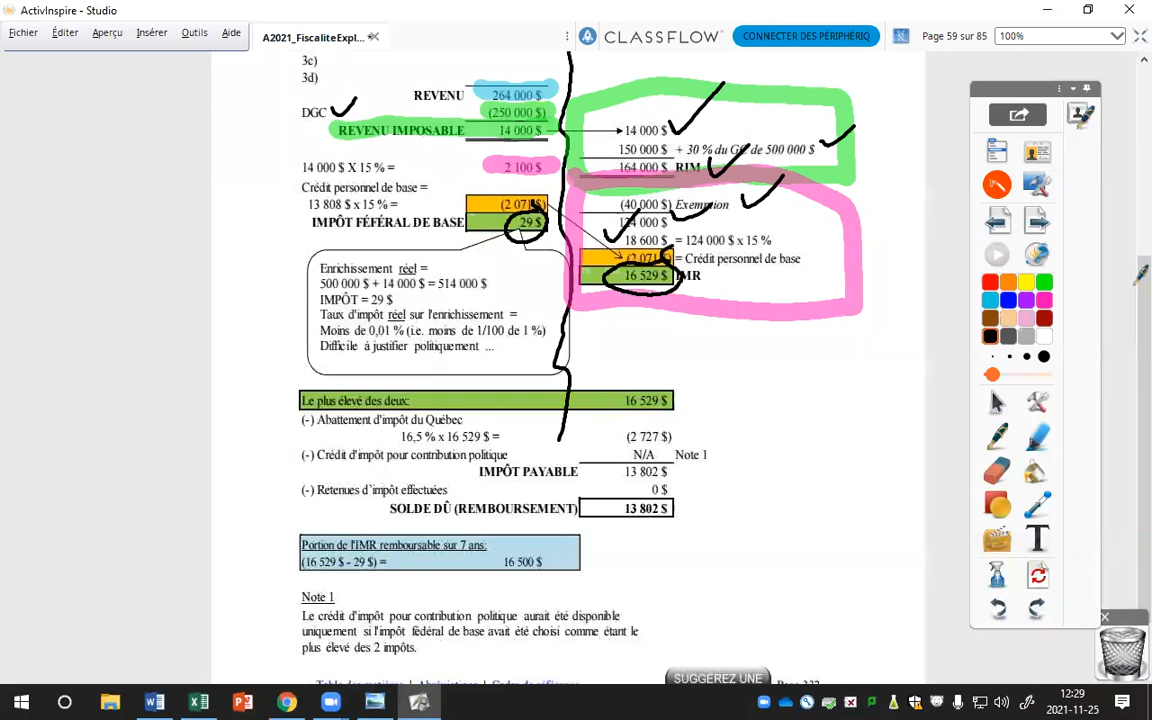 ActivInspire - Studio
Fichier Éditer Aperçu Insérer Outils Aide
A2021_FiscaliteExpl...
CLASSFLOW
CONNECTER DES PÉRIPHÉRIQ
Page 59 sur 85
100%
3c)
3d)
REVENU 264 000 $
DGC (250 000 $)
REVENU IMPOSABLE 14 000 $
14 000 $
150 000 $ + 30 % du GC de 500 000 $
14 000 $ X 15 % = 2 100 $
164 000 $ RIM
Crédit personnel de base =
13 808 $ x 15 % = (2 071 $)
(40 000 $) Exemption
IMPÔT FÉFÉRAL DE BASE 29 $
124 000 $
18 600 $ = 124 000 $ x 15 %
(2 071 $) = Crédit personnel de base
16 529 $ IMR
Enrichissement réel =
500 000 $ + 14 000 $ = 514 000 $
IMPÔT = 29 $
Taux d'impôt réel sur l'enrichissement =
Moins de 0,01 % (i.e. moins de 1/100 de 1 %)
Difficile à justifier politiquement ...
Le plus élevé des deux: 16 529 $
(-) Abattement d'impôt du Québec
16,5 % x 16 529 $ = (2 727 $)
(-) Crédit d'impôt pour contribution politique N/A Note 1
IMPÔT PAYABLE 13 802 $
(-) Retenues d'impôt effectuées 0 $
SOLDE DÛ (REMBOURSEMENT) 13 802 $
Portion de l'IMR remboursable sur 7 ans:
(16 529 $ - 29 $) = 16 500 $
Note 1
Le crédit d'impôt pour contribution politique aurait été disponible
uniquement si l'impôt fédéral de base avait été choisi comme étant le
plus élevé des 2 impôts.
SUGGÉREZ UNE
12:29
2021-11-25